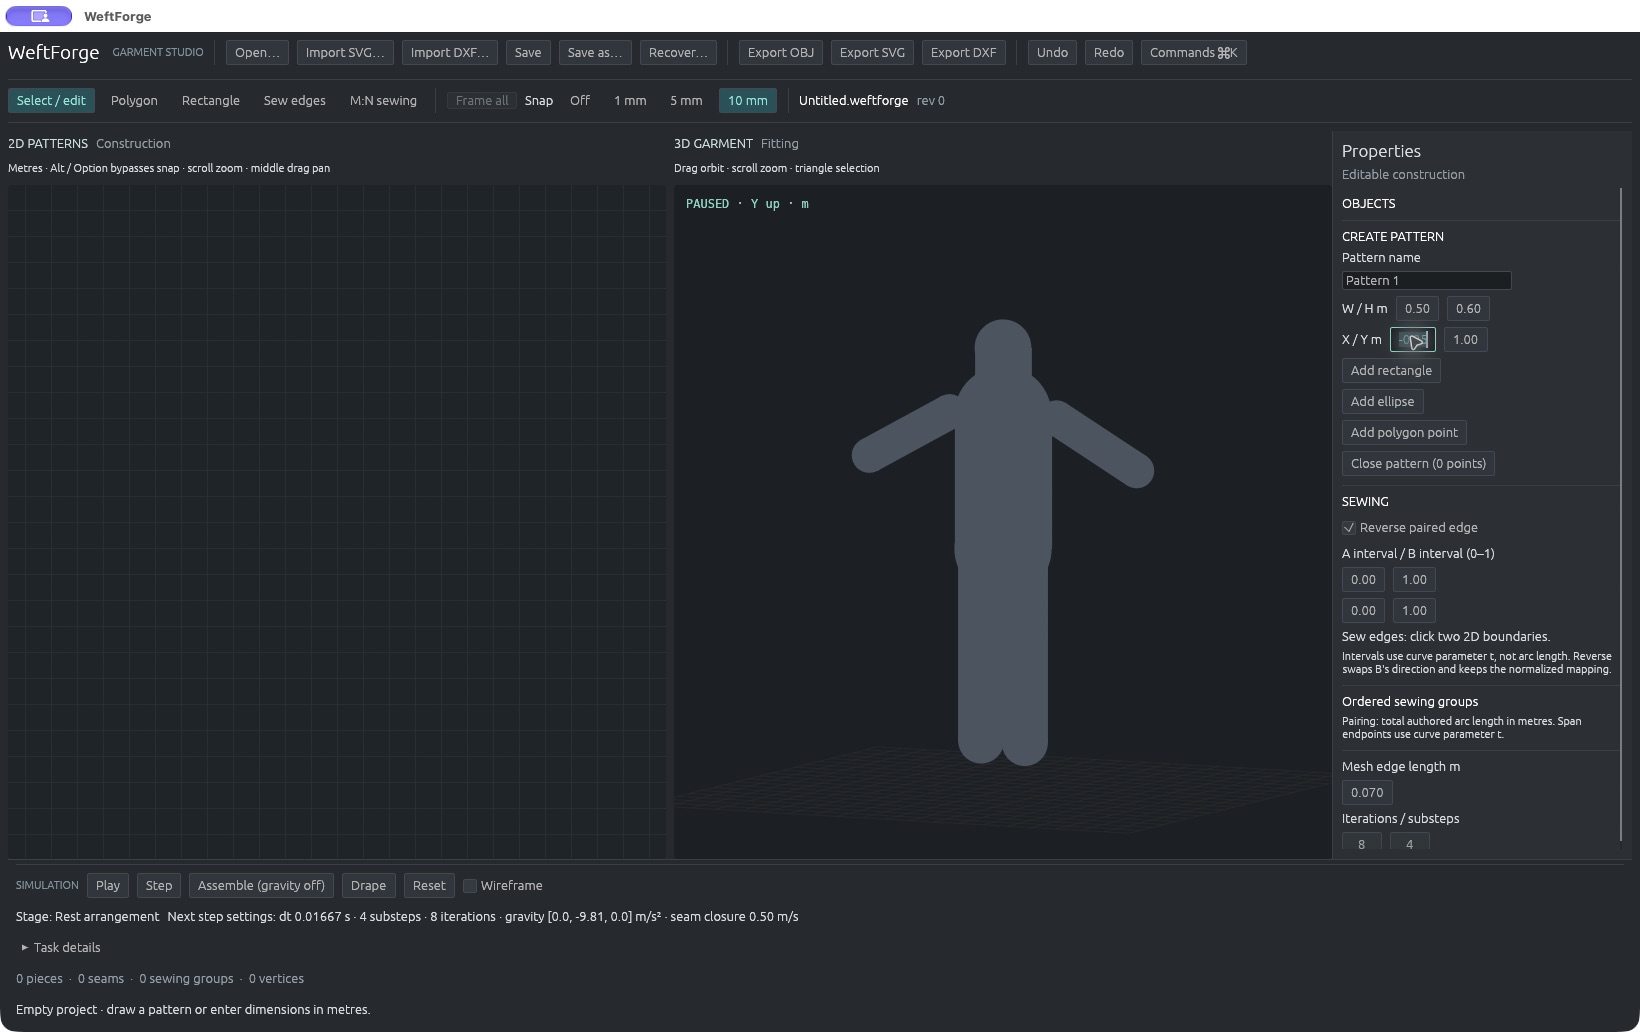 WeftForge
WeftForge GARMENT STUDIO Open... Import SVG... Import DXF... Save Save as... Recover... Export OBJ Export SVG Export DXF Undo Redo Commands ⌘K
Select / edit Polygon Rectangle Sew edges M:N sewing Frame all Snap Off 1 mm 5 mm 10 mm Untitled.weftforge rev 0
2D PATTERNS Construction
Metres · Alt / Option bypasses snap · scroll zoom · middle drag pan
3D GARMENT Fitting
Drag orbit · scroll zoom · triangle selection
PAUSED · Y up · m
Properties
Editable construction
OBJECTS
CREATE PATTERN
Pattern name
Pattern 1
W / H m 0.50 0.60
X / Y m 1.00
Add rectangle
Add ellipse
Add polygon point
Close pattern (0 points)
SEWING
Reverse paired edge
A interval / B interval (0–1)
0.00 1.00
0.00 1.00
Sew edges: click two 2D boundaries.
Intervals use curve parameter t, not arc length. Reverse
swaps B's direction and keeps the normalized mapping.
Ordered sewing groups
Pairing: total authored arc length in metres. Span
endpoints use curve parameter t.
Mesh edge length m
0.070
Iterations / substeps
8 4
SIMULATION Play Step Assemble (gravity off) Drape Reset Wireframe
Stage: Rest arrangement Next step settings: dt 0.01667 s · 4 substeps · 8 iterations · gravity [0.0, -9.81, 0.0] m/s² · seam closure 0.50 m/s
Task details
0 pieces · 0 seams · 0 sewing groups · 0 vertices
Empty project · draw a pattern or enter dimensions in metres.